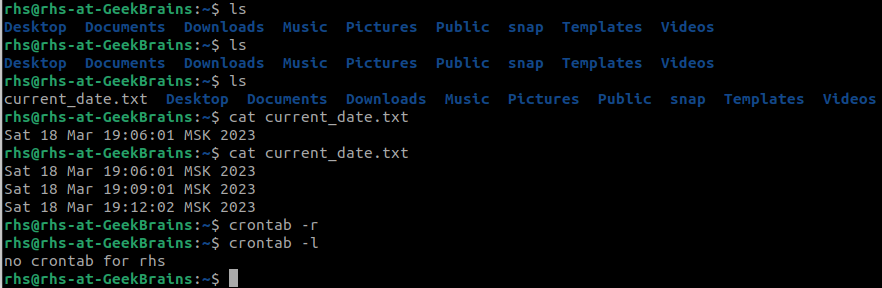 rhs@rhs-at-GeekBrains:~$ ls
Desktop  Documents  Downloads  Music  Pictures  Public  snap  Templates  Videos
rhs@rhs-at-GeekBrains:~$ ls
Desktop  Documents  Downloads  Music  Pictures  Public  snap  Templates  Videos
rhs@rhs-at-GeekBrains:~$ ls
current_date.txt  Desktop  Documents  Downloads  Music  Pictures  Public  snap  Templates  Videos
rhs@rhs-at-GeekBrains:~$ cat current_date.txt
Sat 18 Mar 19:06:01 MSK 2023
rhs@rhs-at-GeekBrains:~$ cat current_date.txt
Sat 18 Mar 19:06:01 MSK 2023
Sat 18 Mar 19:09:01 MSK 2023
Sat 18 Mar 19:12:02 MSK 2023
rhs@rhs-at-GeekBrains:~$ crontab -r
rhs@rhs-at-GeekBrains:~$ crontab -l
no crontab for rhs
rhs@rhs-at-GeekBrains:~$